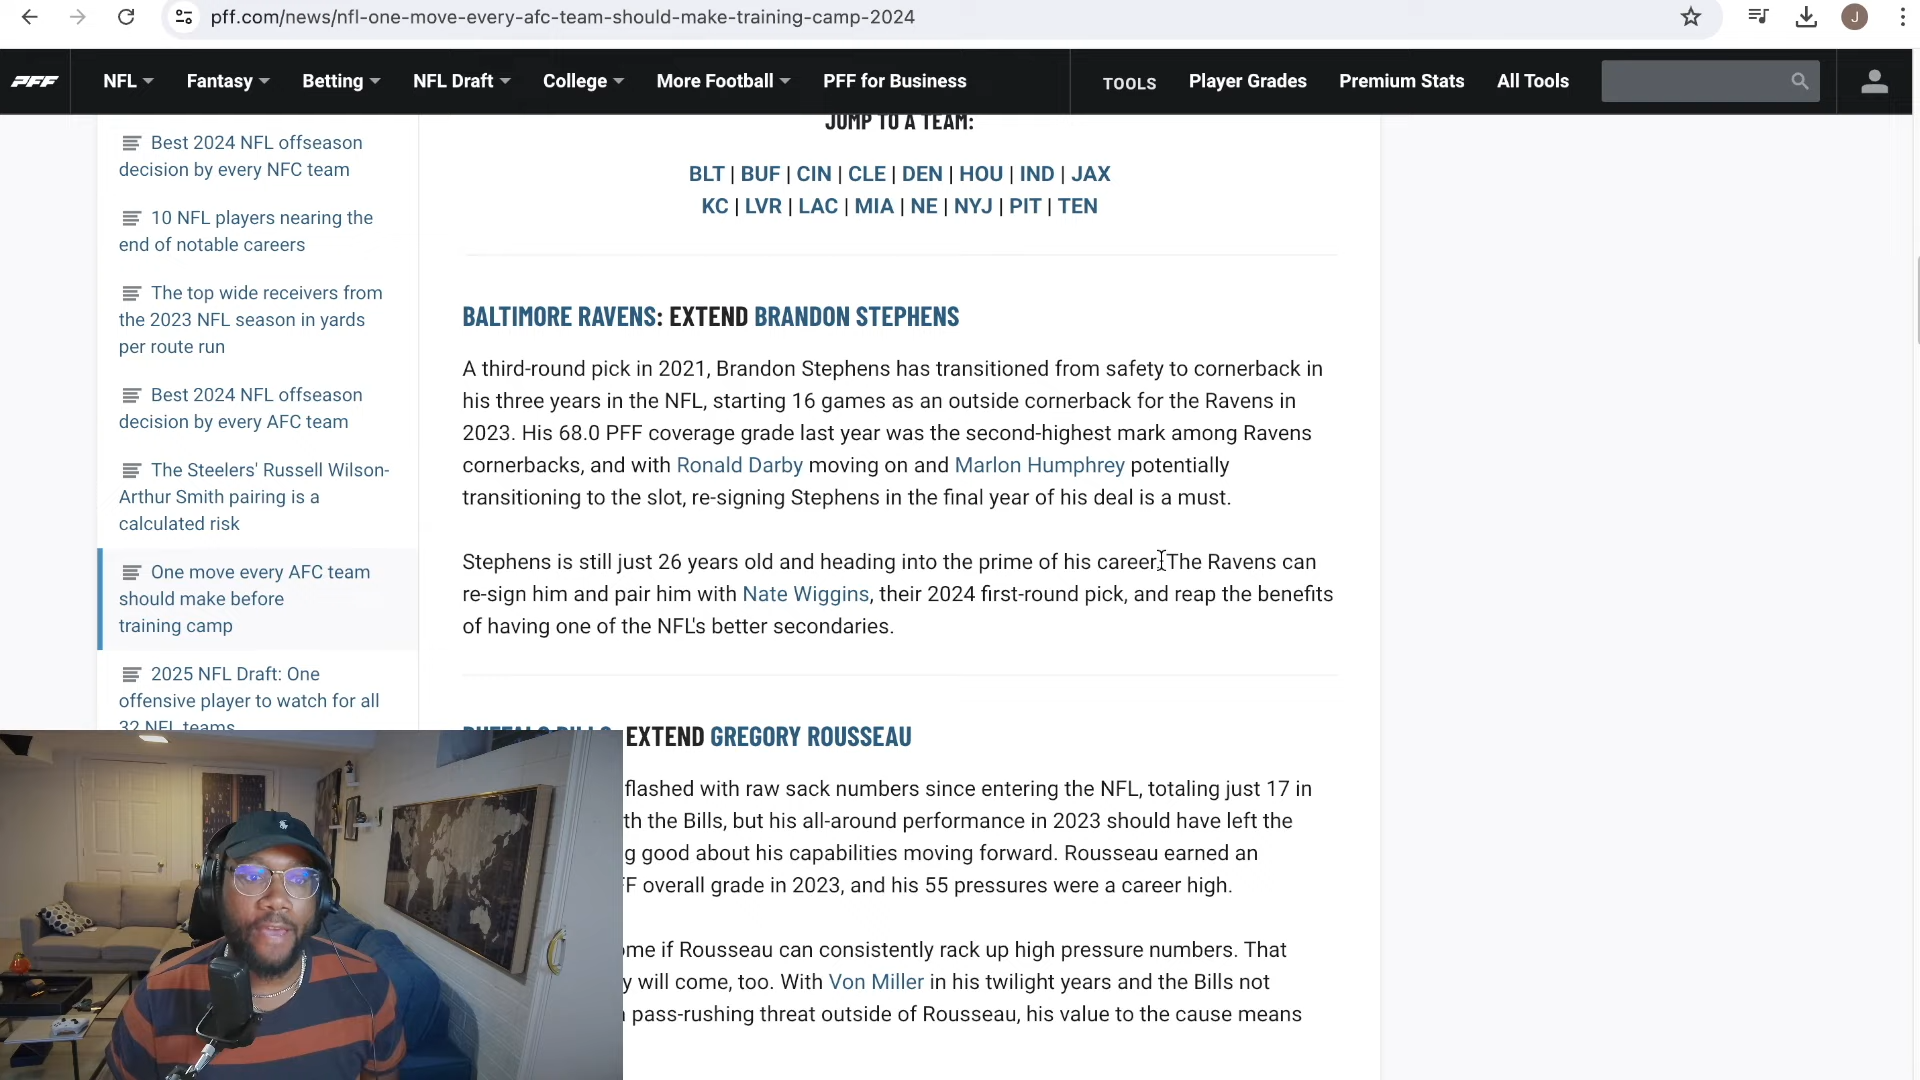 pff.com/news/nfl-one-move-every-afc-team-should-make-training-camp-2024
J
PFF
NFL
Fantasy
Betting
NFL Draft
College
More Football
PFF for Business
TOOLS
Player Grades
Premium Stats
All Tools
Best 2024 NFL offseason
decision by every NFC team
10 NFL players nearing the
end of notable careers
The top wide receivers from
the 2023 NFL season in yards
per route run
Best 2024 NFL offseason
decision by every AFC team
The Steelers' Russell Wilson-
Arthur Smith pairing is a
calculated risk
One move every AFC team
should make before
training camp
2025 NFL Draft: One
offensive player to watch for all
32 NFL teams
JUMP TO A TEAM:
BLT | BUF | CIN | CLE | DEN | HOU | IND | JAX
KC | LVR | LAC | MIA | NE | NYJ | PIT | TEN
BALTIMORE RAVENS: EXTEND BRANDON STEPHENS
A third-round pick in 2021, Brandon Stephens has transitioned from safety to cornerback in
his three years in the NFL, starting 16 games as an outside cornerback for the Ravens in
2023. His 68.0 PFF coverage grade last year was the second-highest mark among Ravens
cornerbacks, and with Ronald Darby moving on and Marlon Humphrey potentially
transitioning to the slot, re-signing Stephens in the final year of his deal is a must.
Stephens is still just 26 years old and heading into the prime of his career. The Ravens can
re-sign him and pair him with Nate Wiggins, their 2024 first-round pick, and reap the benefits
of having one of the NFL's better secondaries.
BUFFALO BILLS: EXTEND GREGORY ROUSSEAU
flashed with raw sack numbers since entering the NFL, totaling just 17 in
the Bills, but his all-around performance in 2023 should have left the
good about his capabilities moving forward. Rousseau earned an
overall grade in 2023, and his 55 pressures were a career high.
if Rousseau can consistently rack up high pressure numbers. That
will come, too. With Von Miller in his twilight years and the Bills not
pass-rushing threat outside of Rousseau, his value to the cause means